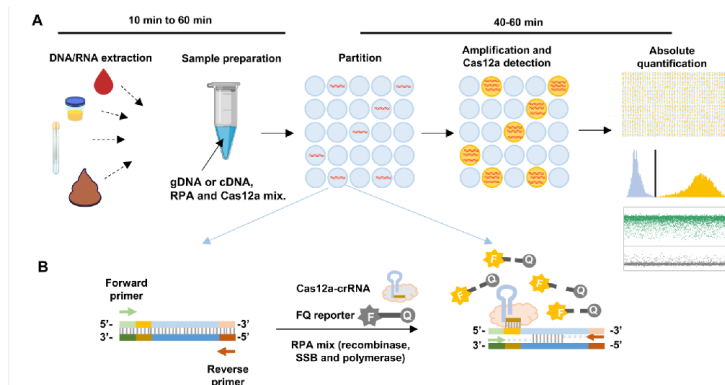 10 min to 60 min
40-60 min
A
DNA/RNA extraction
Sample preparation
Partition
Amplification and
Cas12a detection
Absolute
quantification
gDNA or cDNA,
RPA and Cas12a mix.
B
Forward
primer
5'-
-3'
3'-
-5'
Reverse
primer
Cas12a-crRNA
FQ reporter
F
Q
RPA mix (recombinase,
SSB and polymerase)
F
Q
F
Q
F
Q
F
Q
5'-
-3'
3'-
-5'